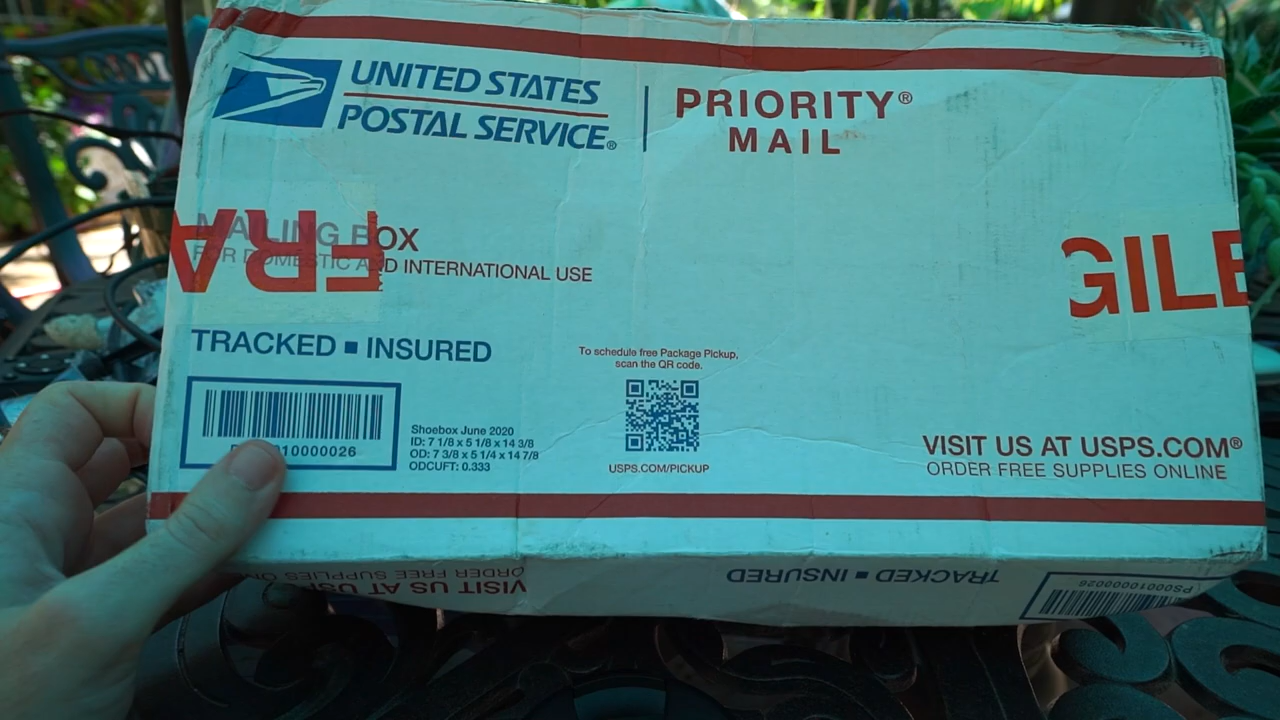 UNITED STATES
POSTAL SERVICE®
PRIORITY®
MAIL
MAILING BOX
FOR DOMESTIC AND INTERNATIONAL USE
FRA
GILE
TRACKED ■ INSURED
10000026
Shoebox June 2020
ID: 7 1/8 x 5 1/8 x 14 3/8
OD: 7 3/8 x 5 1/4 x 14 7/8
ODCUFT: 0.333
To schedule free Package Pickup,
scan the QR code.
USPS.COM/PICKUP
VISIT US AT USPS.COM®
ORDER FREE SUPPLIES ONLINE
VISIT US AT USP
ORDER FREE SUPPLIES
TRACKED ■ INSURED
PS00010000026